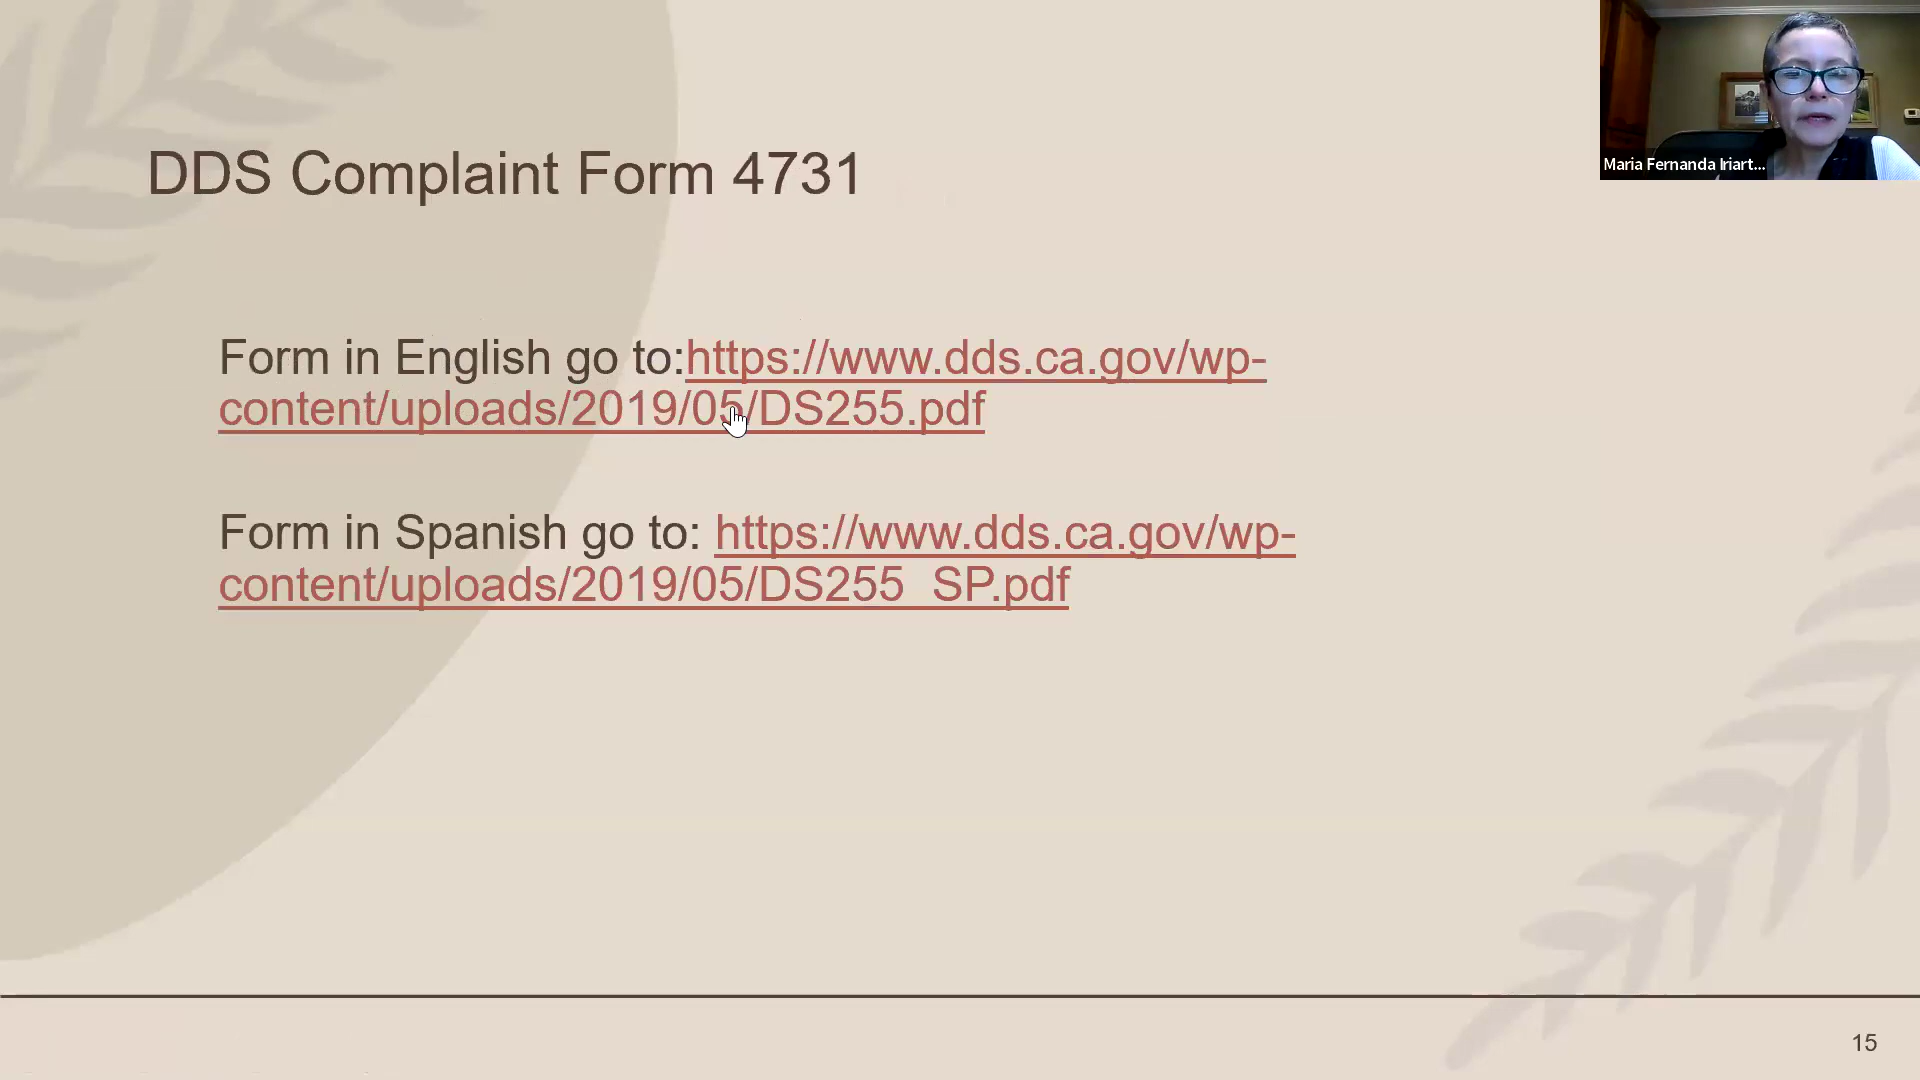 Maria Fernanda Iriart...
DDS Complaint Form 4731
Form in English go to:https://www.dds.ca.gov/wp-
content/uploads/2019/05/DS255.pdf
Form in Spanish go to: https://www.dds.ca.gov/wp-
content/uploads/2019/05/DS255_SP.pdf
15